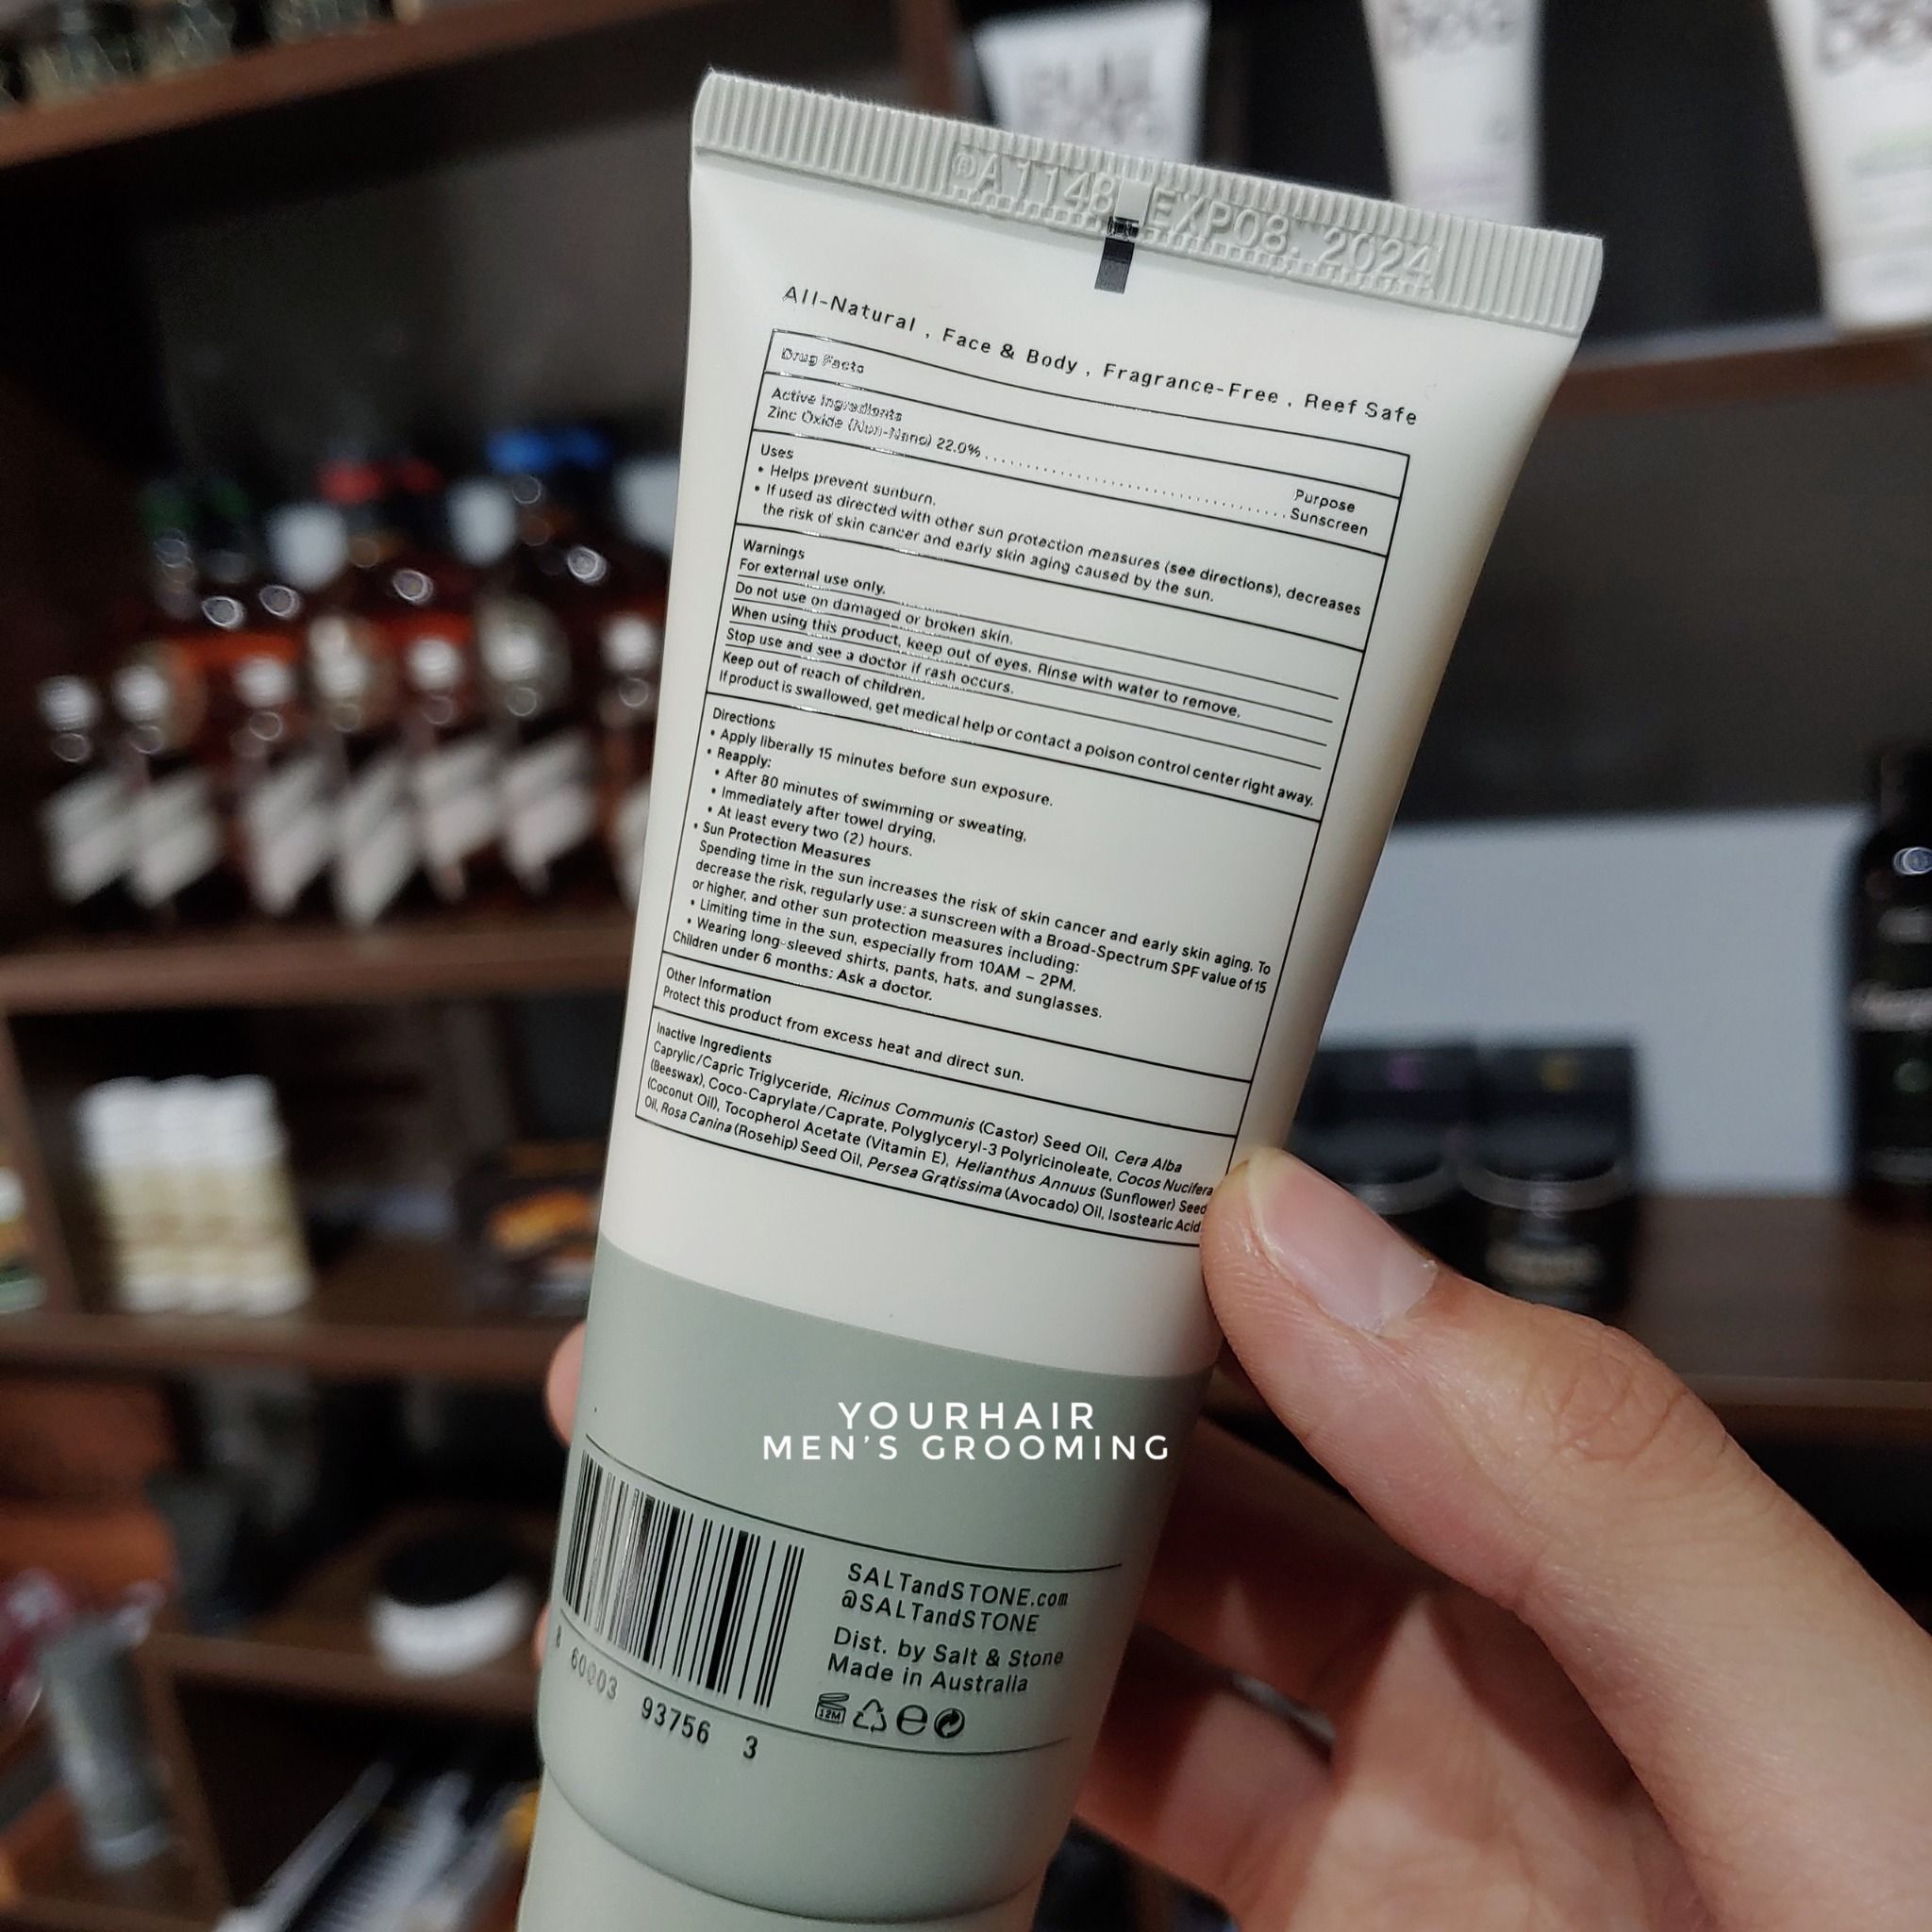 @A1148 EXP08. 2024
All-Natural , Face & Body , Fragrance-Free , Reef Safe
Drug Facts
Active Ingredients
Purpose
Zinc Oxide (Non-Nano) 22.0% ........................................ Sunscreen
Uses
• Helps prevent sunburn.
• If used as directed with other sun protection measures (see directions), decreases
the risk of skin cancer and early skin aging caused by the sun.
Warnings
For external use only.
Do not use on damaged or broken skin.
When using this product, keep out of eyes. Rinse with water to remove.
Stop use and see a doctor if rash occurs.
Keep out of reach of children.
If product is swallowed, get medical help or contact a poison control center right away.
Directions
• Apply liberally 15 minutes before sun exposure.
• Reapply:
• After 80 minutes of swimming or sweating,
• Immediately after towel drying,
• At least every two (2) hours.
• Sun Protection Measures
Spending time in the sun increases the risk of skin cancer and early skin aging. To
decrease the risk, regularly use: a sunscreen with a Broad-Spectrum SPF value of 15
or higher, and other sun protection measures including:
• Limiting time in the sun, especially from 10AM – 2PM.
• Wearing long-sleeved shirts, pants, hats, and sunglasses.
Children under 6 months: Ask a doctor.
Other Information
Protect this product from excess heat and direct sun.
Inactive Ingredients
Caprylic/Capric Triglyceride, Ricinus Communis (Castor) Seed Oil, Cera Alba
(Beeswax), Coco-Caprylate/Caprate, Polyglyceryl-3 Polyricinoleate, Cocos Nucifera
(Coconut Oil), Tocopherol Acetate (Vitamin E), Helianthus Annuus (Sunflower) Seed
Oil, Rosa Canina (Rosehip) Seed Oil, Persea Gratissima (Avocado) Oil, Isostearic Acid
YOURHAIR
MEN'S GROOMING
SALTandSTONE.com
@SALTandSTONE
Dist. by Salt & Stone
Made in Australia
12M
8 60003 93756 3